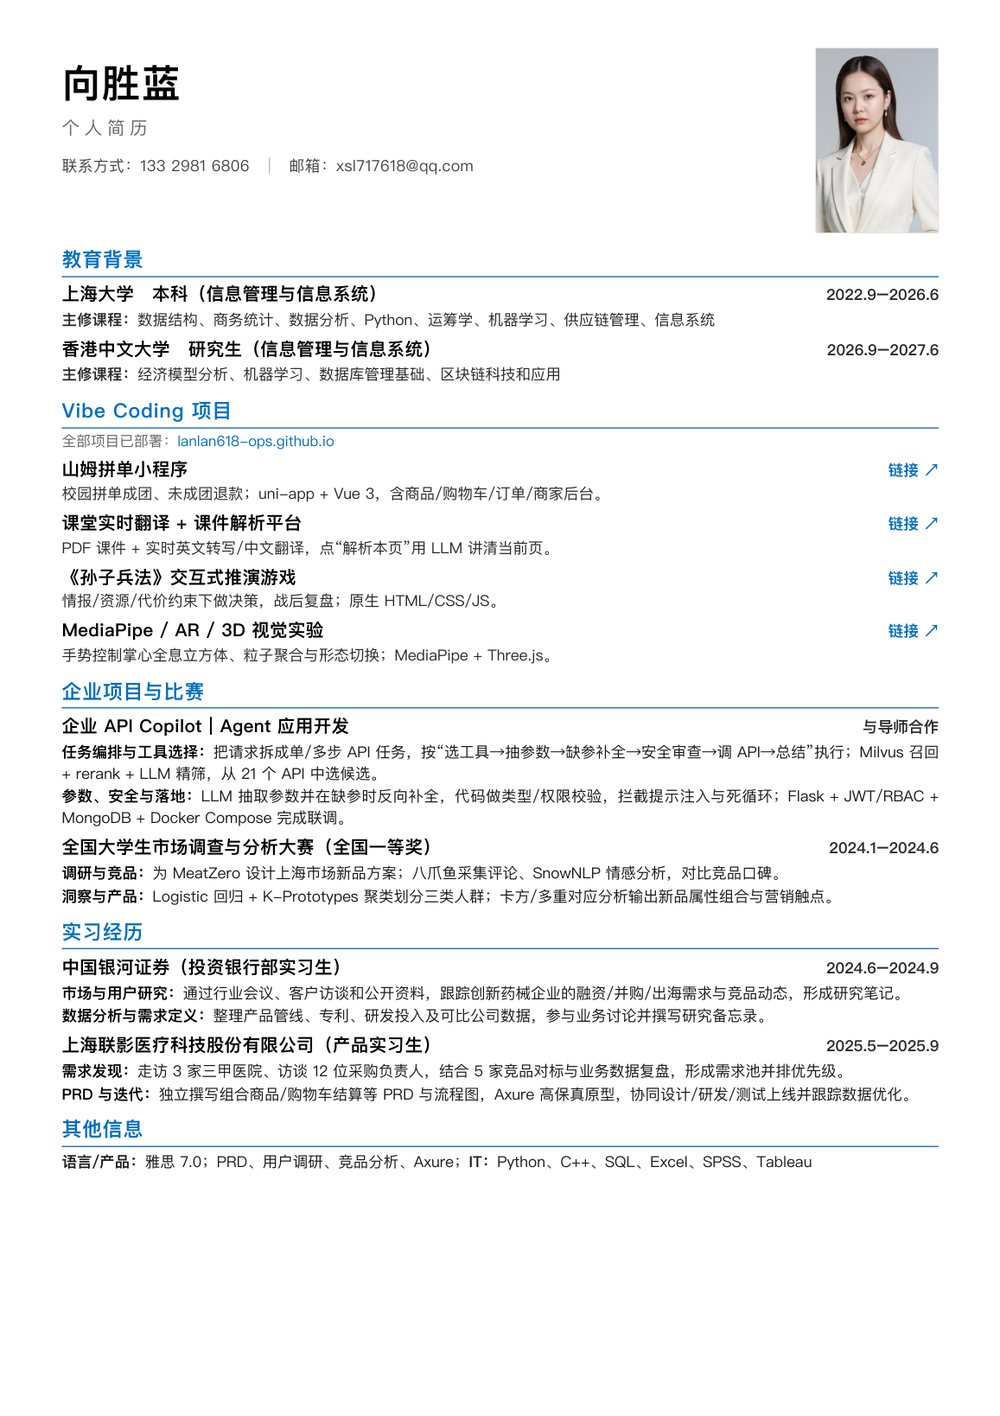 向胜蓝
个人简历
联系方式：133 2981 6806 ｜ 邮箱：xsl717618@qq.com
教育背景
上海大学　本科（信息管理与信息系统） 2022.9—2026.6
主修课程：数据结构、商务统计、数据分析、Python、运筹学、机器学习、供应链管理、信息系统
香港中文大学　研究生（信息管理与信息系统） 2026.9—2027.6
主修课程：经济模型分析、机器学习、数据库管理基础、区块链科技和应用
Vibe Coding 项目
全部项目已部署：lanlan618-ops.github.io
山姆拼单小程序 链接 ↗
校园拼单成团、未成团退款；uni-app + Vue 3，含商品/购物车/订单/商家后台。
课堂实时翻译 + 课件解析平台 链接 ↗
PDF 课件 + 实时英文转写/中文翻译，点“解析本页”用 LLM 讲清当前页。
《孙子兵法》交互式推演游戏 链接 ↗
情报/资源/代价约束下做决策，战后复盘；原生 HTML/CSS/JS。
MediaPipe / AR / 3D 视觉实验 链接 ↗
手势控制掌心全息立方体、粒子聚合与形态切换；MediaPipe + Three.js。
企业项目与比赛
企业 API Copilot｜Agent 应用开发 与导师合作
任务编排与工具选择：把请求拆成单/多步 API 任务，按“选工具→抽参数→缺参补全→安全审查→调 API→总结”执行；Milvus 召回
+ rerank + LLM 精筛，从 21 个 API 中选候选。
参数、安全与落地：LLM 抽取参数并在缺参时反向补全，代码做类型/权限校验，拦截提示注入与死循环；Flask + JWT/RBAC +
MongoDB + Docker Compose 完成联调。
全国大学生市场调查与分析大赛（全国一等奖） 2024.1—2024.6
调研与竞品：为 MeatZero 设计上海市场新品方案；八爪鱼采集评论、SnowNLP 情感分析，对比竞品口碑。
洞察与产品：Logistic 回归 + K-Prototypes 聚类划分三类人群；卡方/多重对应分析输出新品属性组合与营销触点。
实习经历
中国银河证券（投资银行部实习生） 2024.6—2024.9
市场与用户研究：通过行业会议、客户访谈和公开资料，跟踪创新药械企业的融资/并购/出海需求与竞品动态，形成研究笔记。
数据分析与需求定义：整理产品管线、专利、研发投入及可比公司数据，参与业务讨论并撰写研究备忘录。
上海联影医疗科技股份有限公司（产品实习生） 2025.5—2025.9
需求发现：走访 3 家三甲医院、访谈 12 位采购负责人，结合 5 家竞品对标与业务数据复盘，形成需求池并排优先级。
PRD 与迭代：独立撰写组合商品/购物车结算等 PRD 与流程图，Axure 高保真原型，协同设计/研发/测试上线并跟踪数据优化。
其他信息
语言/产品：雅思 7.0；PRD、用户调研、竞品分析、Axure；IT：Python、C++、SQL、Excel、SPSS、Tableau